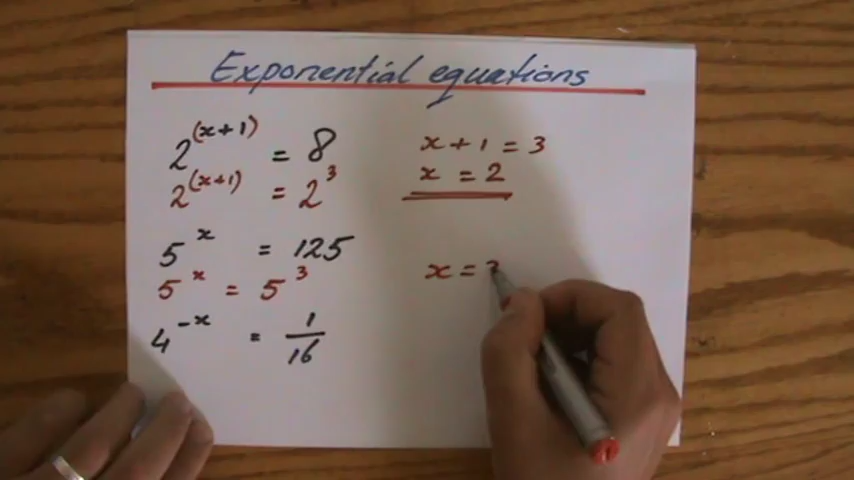 Exponential equations
2^(x+1) = 8
2^(x+1) = 2^3
x + 1 = 3
x = 2
5^x = 125
5^x = 5^3
x = 3
4^-x = 1/16